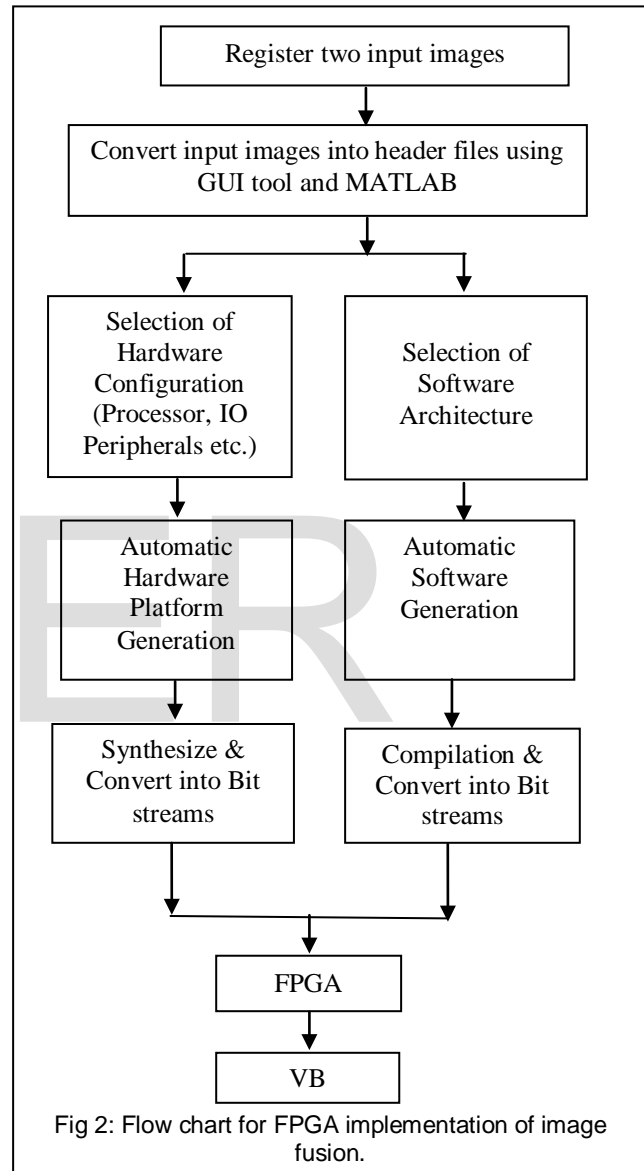 Register two input images
Convert input images into header files using
GUI tool and MATLAB
Selection of
Hardware
Configuration
(Processor, IO
Peripherals etc.)
Selection of
Software
Architecture
Automatic
Hardware
Platform
Generation
Automatic
Software
Generation
Synthesize &
Convert into Bit
streams
Compilation &
Convert into Bit
streams
FPGA
VB
Fig 2: Flow chart for FPGA implementation of image
fusion.
ER